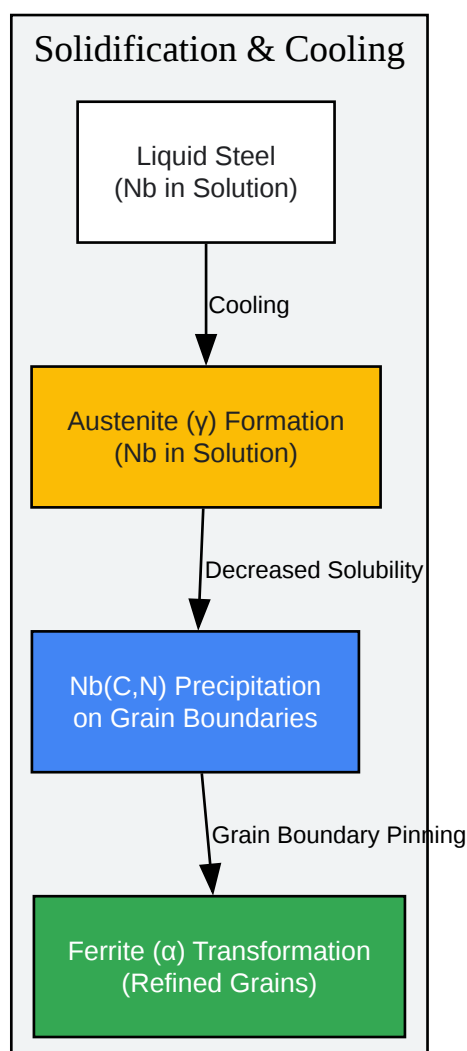 Solidification & Cooling
Liquid Steel
(Nb in Solution)
Cooling
Austenite (γ) Formation
(Nb in Solution)
Decreased Solubility
Nb(C,N) Precipitation
on Grain Boundaries
Grain Boundary Pinning
Ferrite (α) Transformation
(Refined Grains)